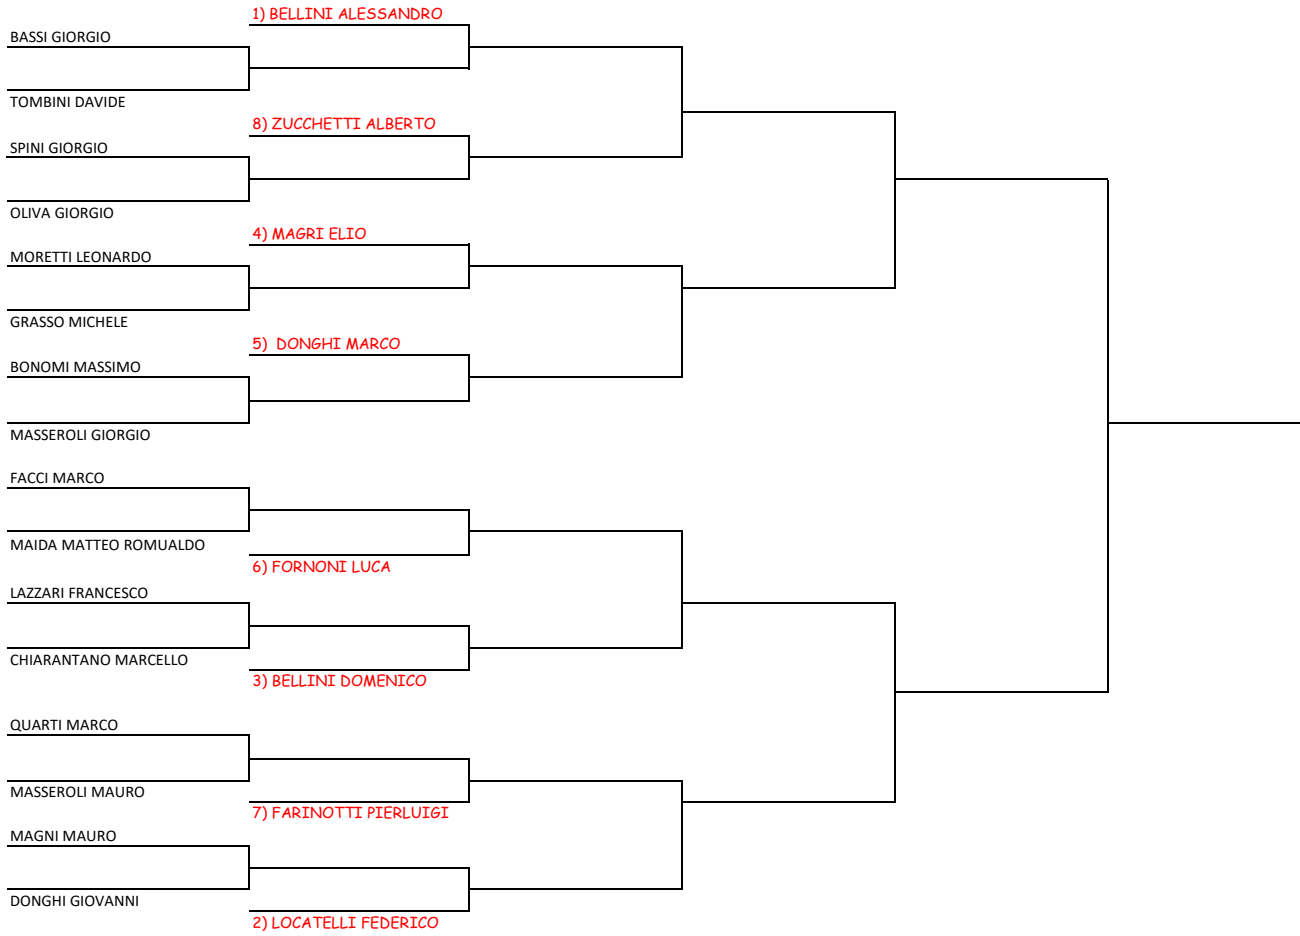 1) BELLINI ALESSANDRO
BASSI GIORGIO
TOMBINI DAVIDE
8) ZUCCHETTI ALBERTO
SPINI GIORGIO
OLIVA GIORGIO
4) MAGRI ELIO
MORETTI LEONARDO
GRASSO MICHELE
5) DONGHI MARCO
BONOMI MASSIMO
MASSEROLI GIORGIO
FACCI MARCO
MAIDA MATTEO ROMUALDO
6) FORNONI LUCA
LAZZARI FRANCESCO
CHIARANTANO MARCELLO
3) BELLINI DOMENICO
QUARTI MARCO
MASSEROLI MAURO
7) FARINOTTI PIERLUIGI
MAGNI MAURO
DONGHI GIOVANNI
2) LOCATELLI FEDERICO